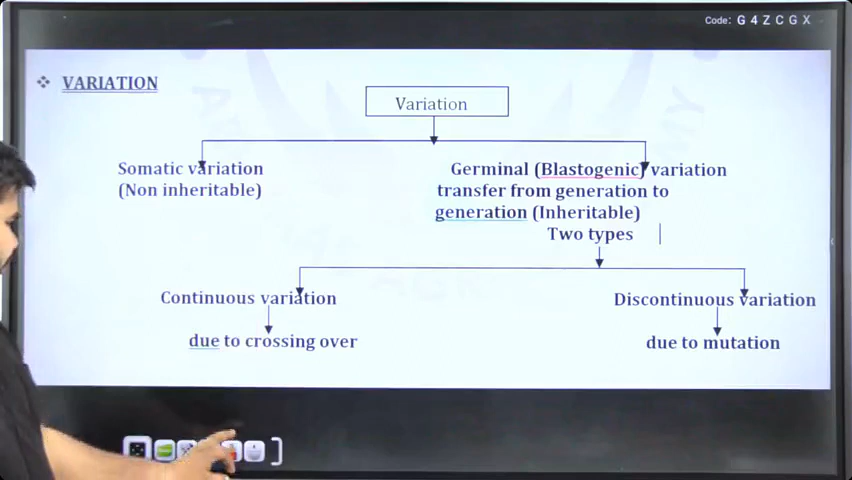 Code: G4ZCGX
❖ VARIATION
Variation
Somatic variation
(Non inheritable)
Germinal (Blastogenic) variation
transfer from generation to
generation (Inheritable)
Two types
Continuous variation
due to crossing over
Discontinuous variation
due to mutation